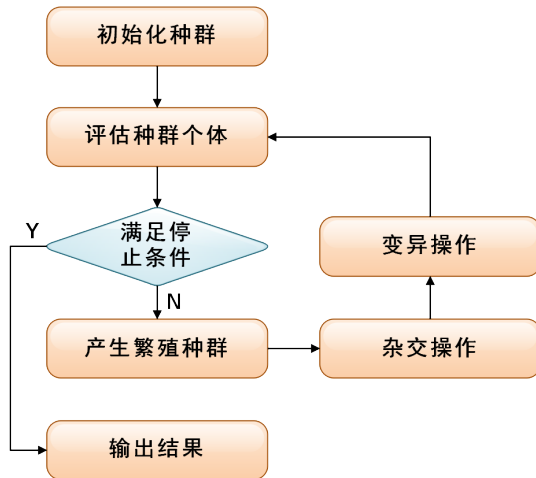 初始化种群
评估种群个体
Y
满足停
止条件
变异操作
N
产生繁殖种群
杂交操作
输出结果